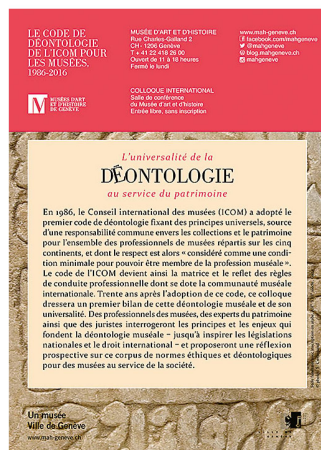 LE CODE DE
DÉONTOLOGIE
DE L'ICOM POUR
LES MUSÉES,
1986-2016
MUSÉES D'ART
ET D'HISTOIRE
DE GENÈVE
MUSÉE D'ART ET D'HISTOIRE
Rue Charles-Galland 2
CH - 1206 Genève
T + 41 22 418 26 00
Ouvert de 11 à 18 heures
Fermé le lundi
COLLOQUE INTERNATIONAL
Salle de conférence
du Musée d'art et d'histoire
Entrée libre, sans inscription
www.mah-geneve.ch
facebook.com/mahgeneve
@mahgeneve
blog.mahgeneve.ch
mahgeneve
L'universalité de la
DÉONTOLOGIE
au service du patrimoine
En 1986, le Conseil international des musées (ICOM) a adopté le
premier code de déontologie fixant des principes universels, source
d'une responsabilité commune envers les collections et le patrimoine
pour l'ensemble des professionnels de musées répartis sur les cinq
continents, et dont le respect est alors « considéré comme une condi-
tion minimale pour pouvoir être membre de la profession muséale ».
Le code de l'ICOM devient ainsi la matrice et le reflet des règles
de conduite professionnelle dont se dote la communauté muséale
internationale. Trente ans après l'adoption de ce code, ce colloque
dressera un premier bilan de cette déontologie muséale et de son
universalité. Des professionnels des musées, des experts du patrimoine
ainsi que des juristes interrogeront les principes et les enjeux qui
fondent la déontologie muséale – jusqu'à inspirer les législations
nationales et le droit international – et proposeront une réflexion
prospective sur ce corpus de normes éthiques et déontologiques
pour des musées au service de la société.
Un musée
Ville de Genève
www.mah-geneve.ch